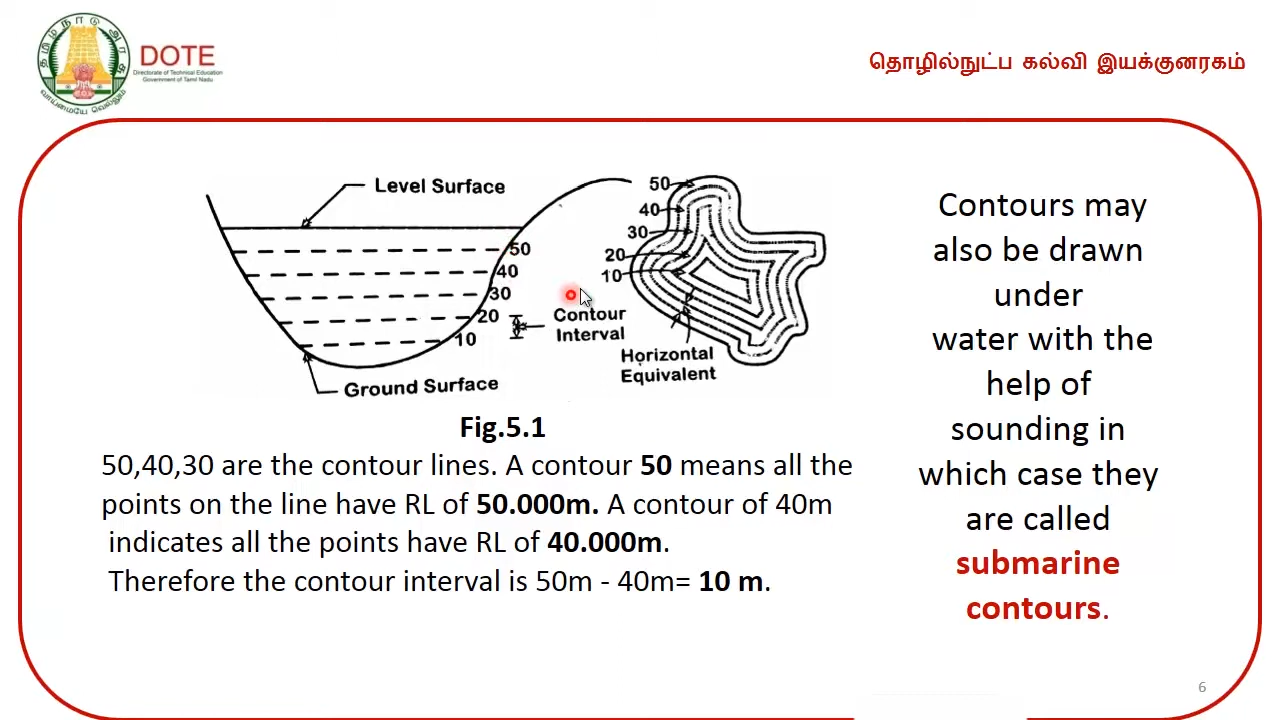 தமிழ்நாடு அரசு
வாய்மையே வெல்லும்
DOTE
Directorate of Technical Education
Government of Tamil Nadu
தொழில்நுட்ப கல்வி இயக்குனரகம்
Level Surface
50
40
30
20
10
Contour
Interval
Ground Surface
50
40
30
20
10
Horizontal
Equivalent
Fig.5.1
50,40,30 are the contour lines. A contour 50 means all the
points on the line have RL of 50.000m. A contour of 40m
indicates all the points have RL of 40.000m.
Therefore the contour interval is 50m - 40m= 10 m.
Contours may
also be drawn
under
water with the
help of
sounding in
which case they
are called
submarine
contours.
6